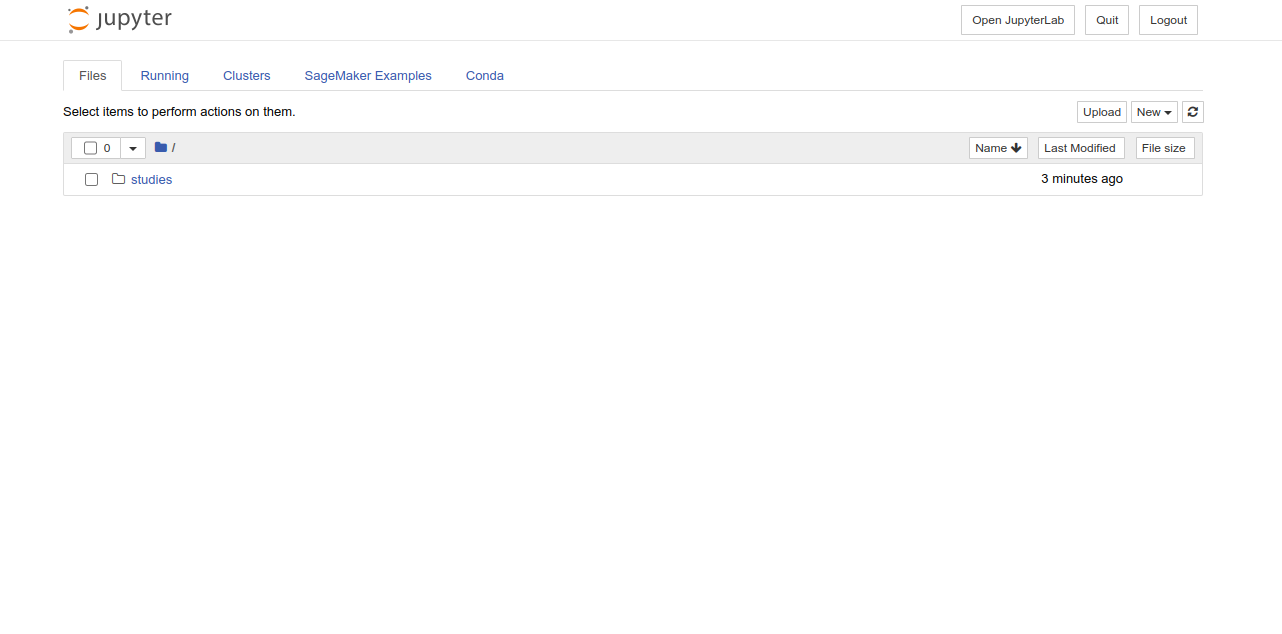 jupyter
Open JupyterLab Quit Logout
Files Running Clusters SageMaker Examples Conda
Select items to perform actions on them.
Upload New
0 / Name Last Modified File size
studies 3 minutes ago